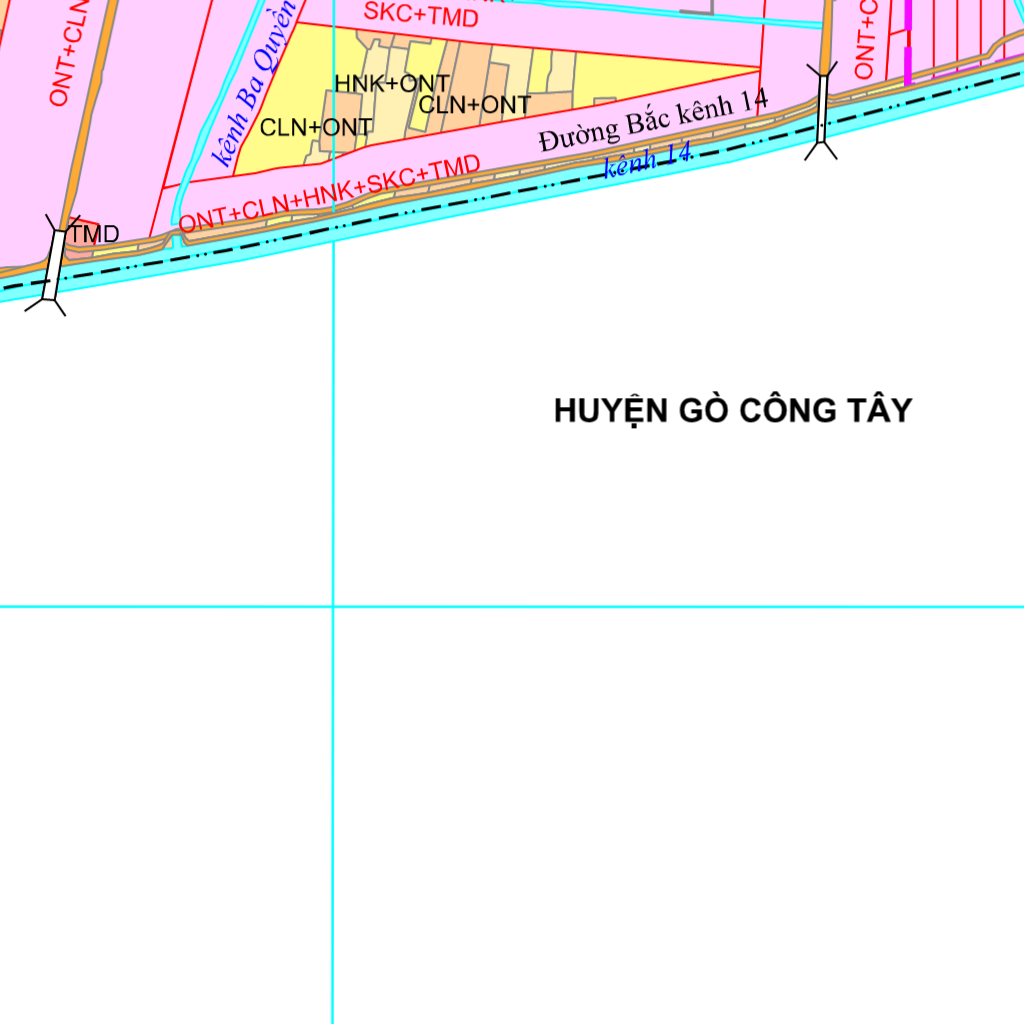 SKC+TMD
ONT+CLN
kênh Ba Quyền
ONT+C
HNK+ONT
CLN+ONT
CLN+ONT
Đường Bắc kênh 14
kênh 14
ONT+CLN+HNK+SKC+TMD
TMD
HUYỆN GÒ CÔNG TÂY